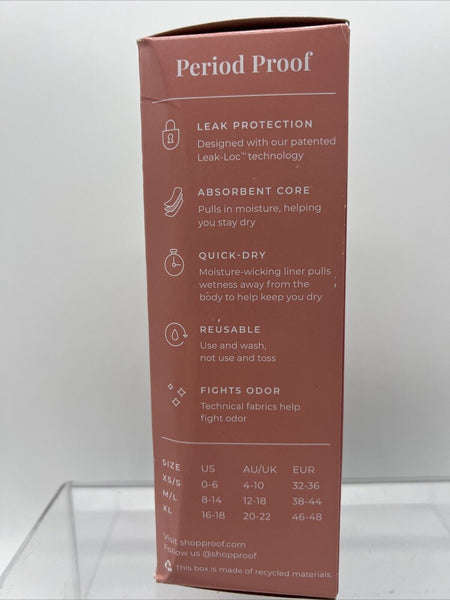 Period Proof
LEAK PROTECTION
Designed with our patented
Leak-Loc™ technology
ABSORBENT CORE
Pulls in moisture, helping
you stay dry
QUICK-DRY
Moisture-wicking liner pulls
wetness away from the
body to help keep you dry
REUSABLE
Use and wash,
not use and toss
FIGHTS ODOR
Technical fabrics help
fight odor
SIZE US AU/UK EUR
XS/S 0-6 4-10 32-36
M/L 8-14 12-18 38-44
XL 16-18 20-22 46-48
Visit shopproof.com
Follow us @shopproof
This box is made of recycled materials.